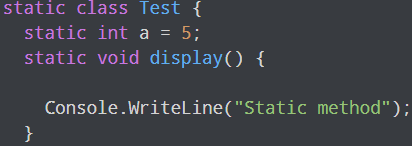 static class Test {
static int a = 5;
static void display() {
Console.WriteLine("Static method");
}